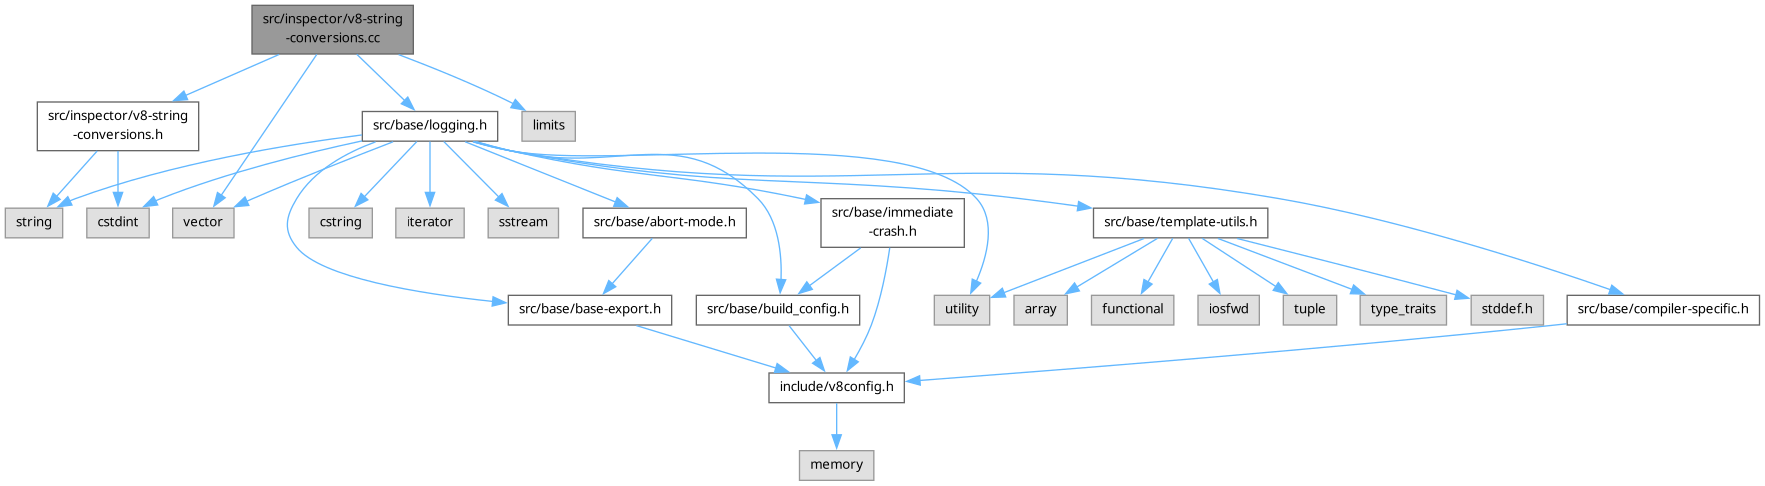 src/inspector/v8-string
-conversions.cc
src/inspector/v8-string
-conversions.h
src/base/logging.h
limits
string
cstdint
vector
cstring
iterator
sstream
src/base/abort-mode.h
src/base/immediate
-crash.h
src/base/template-utils.h
src/base/base-export.h
src/base/build_config.h
utility
array
functional
iosfwd
tuple
type_traits
stddef.h
src/base/compiler-specific.h
include/v8config.h
memory